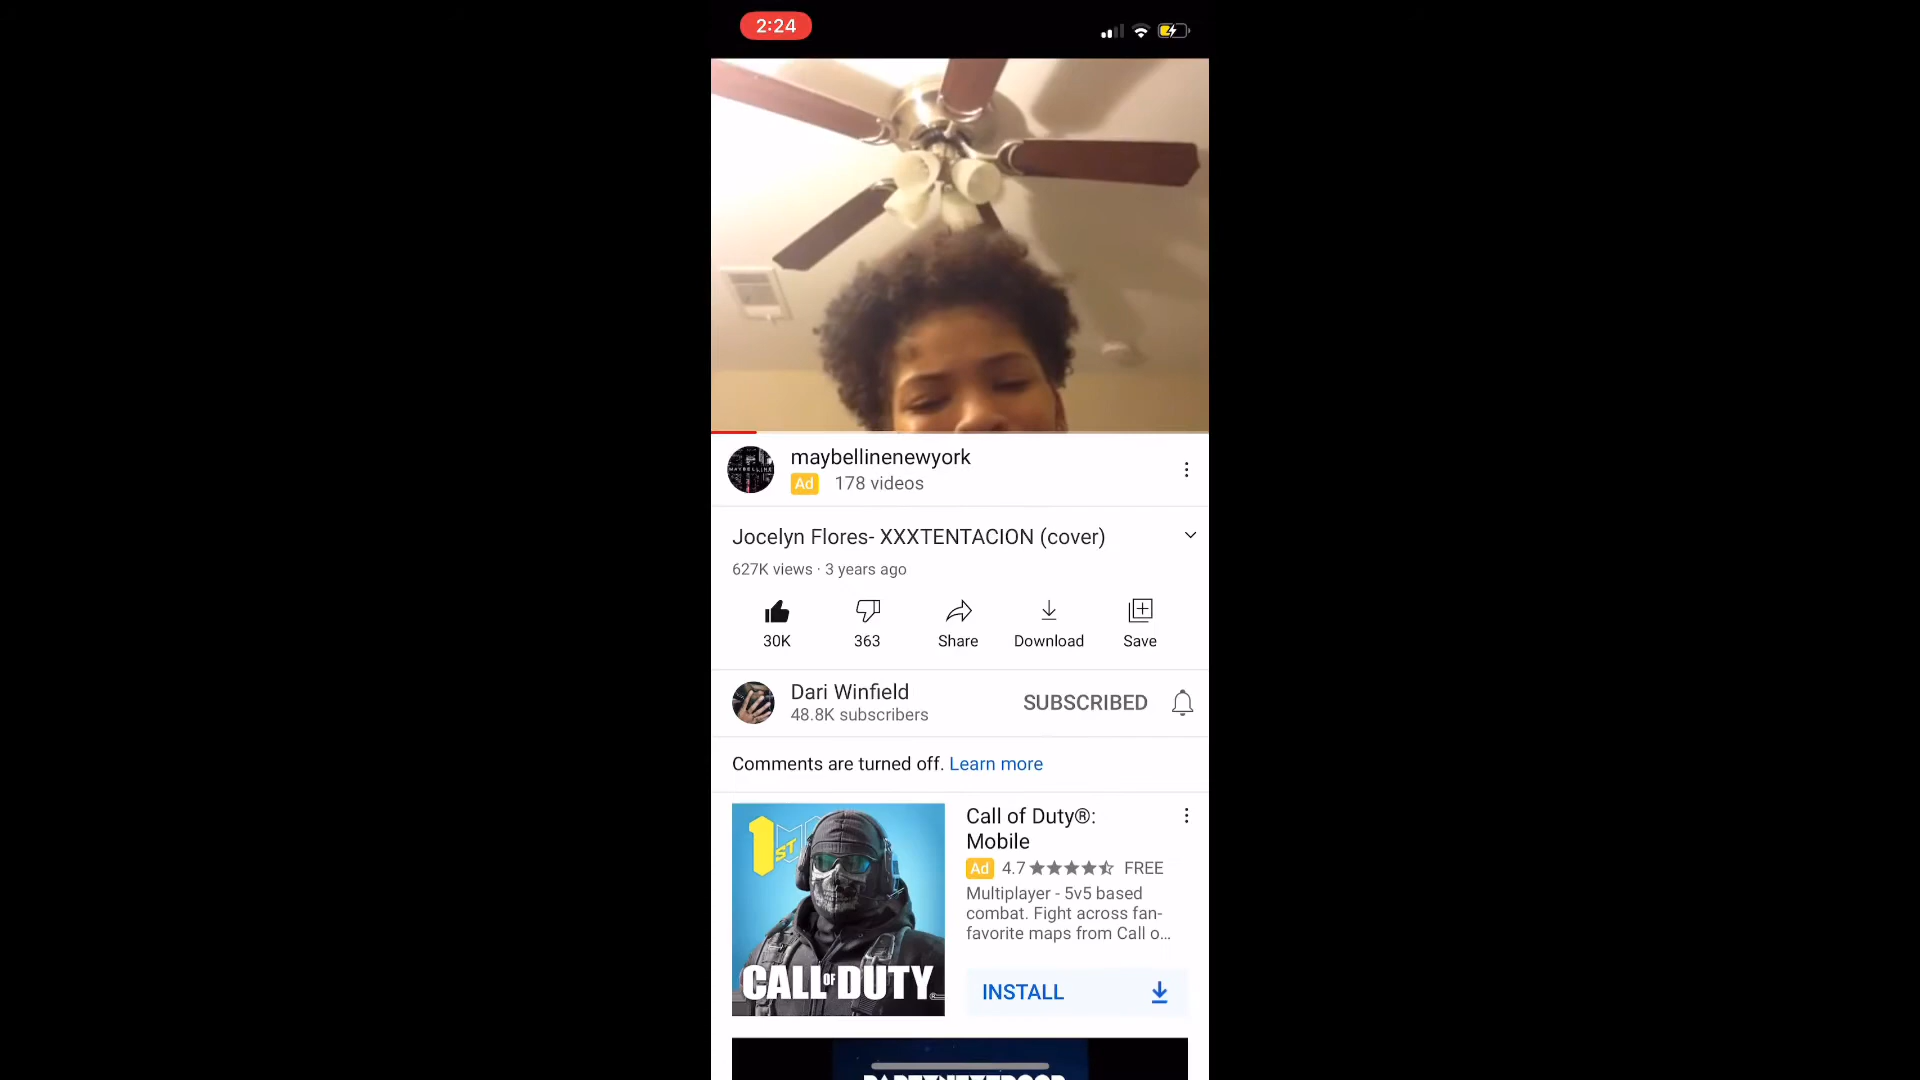 2:24
maybellinenewyork
Ad 178 videos
Jocelyn Flores- XXXTENTACION (cover)
627K views · 3 years ago
30K 363 Share Download Save
Dari Winfield
48.8K subscribers
SUBSCRIBED
Comments are turned off. Learn more
1ST
CALL OF DUTY®
Call of Duty®:
Mobile
Ad 4.7 FREE
Multiplayer - 5v5 based
combat. Fight across fan-
favorite maps from Call o...
INSTALL